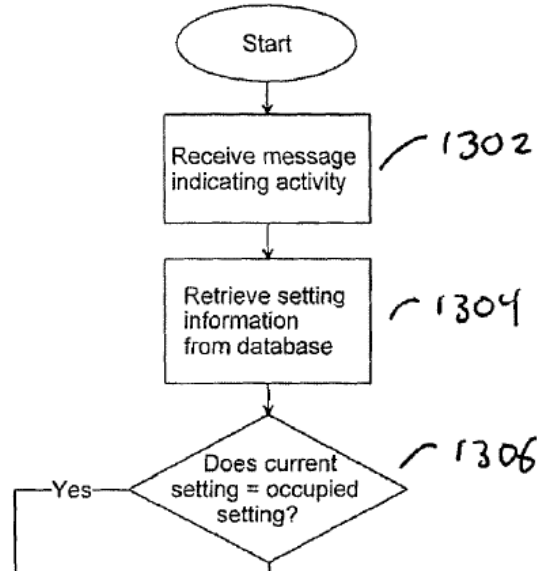 Start
Receive message
indicating activity
1302
Retrieve setting
information
from database
1304
Does current
setting = occupied
setting?
1306
Yes